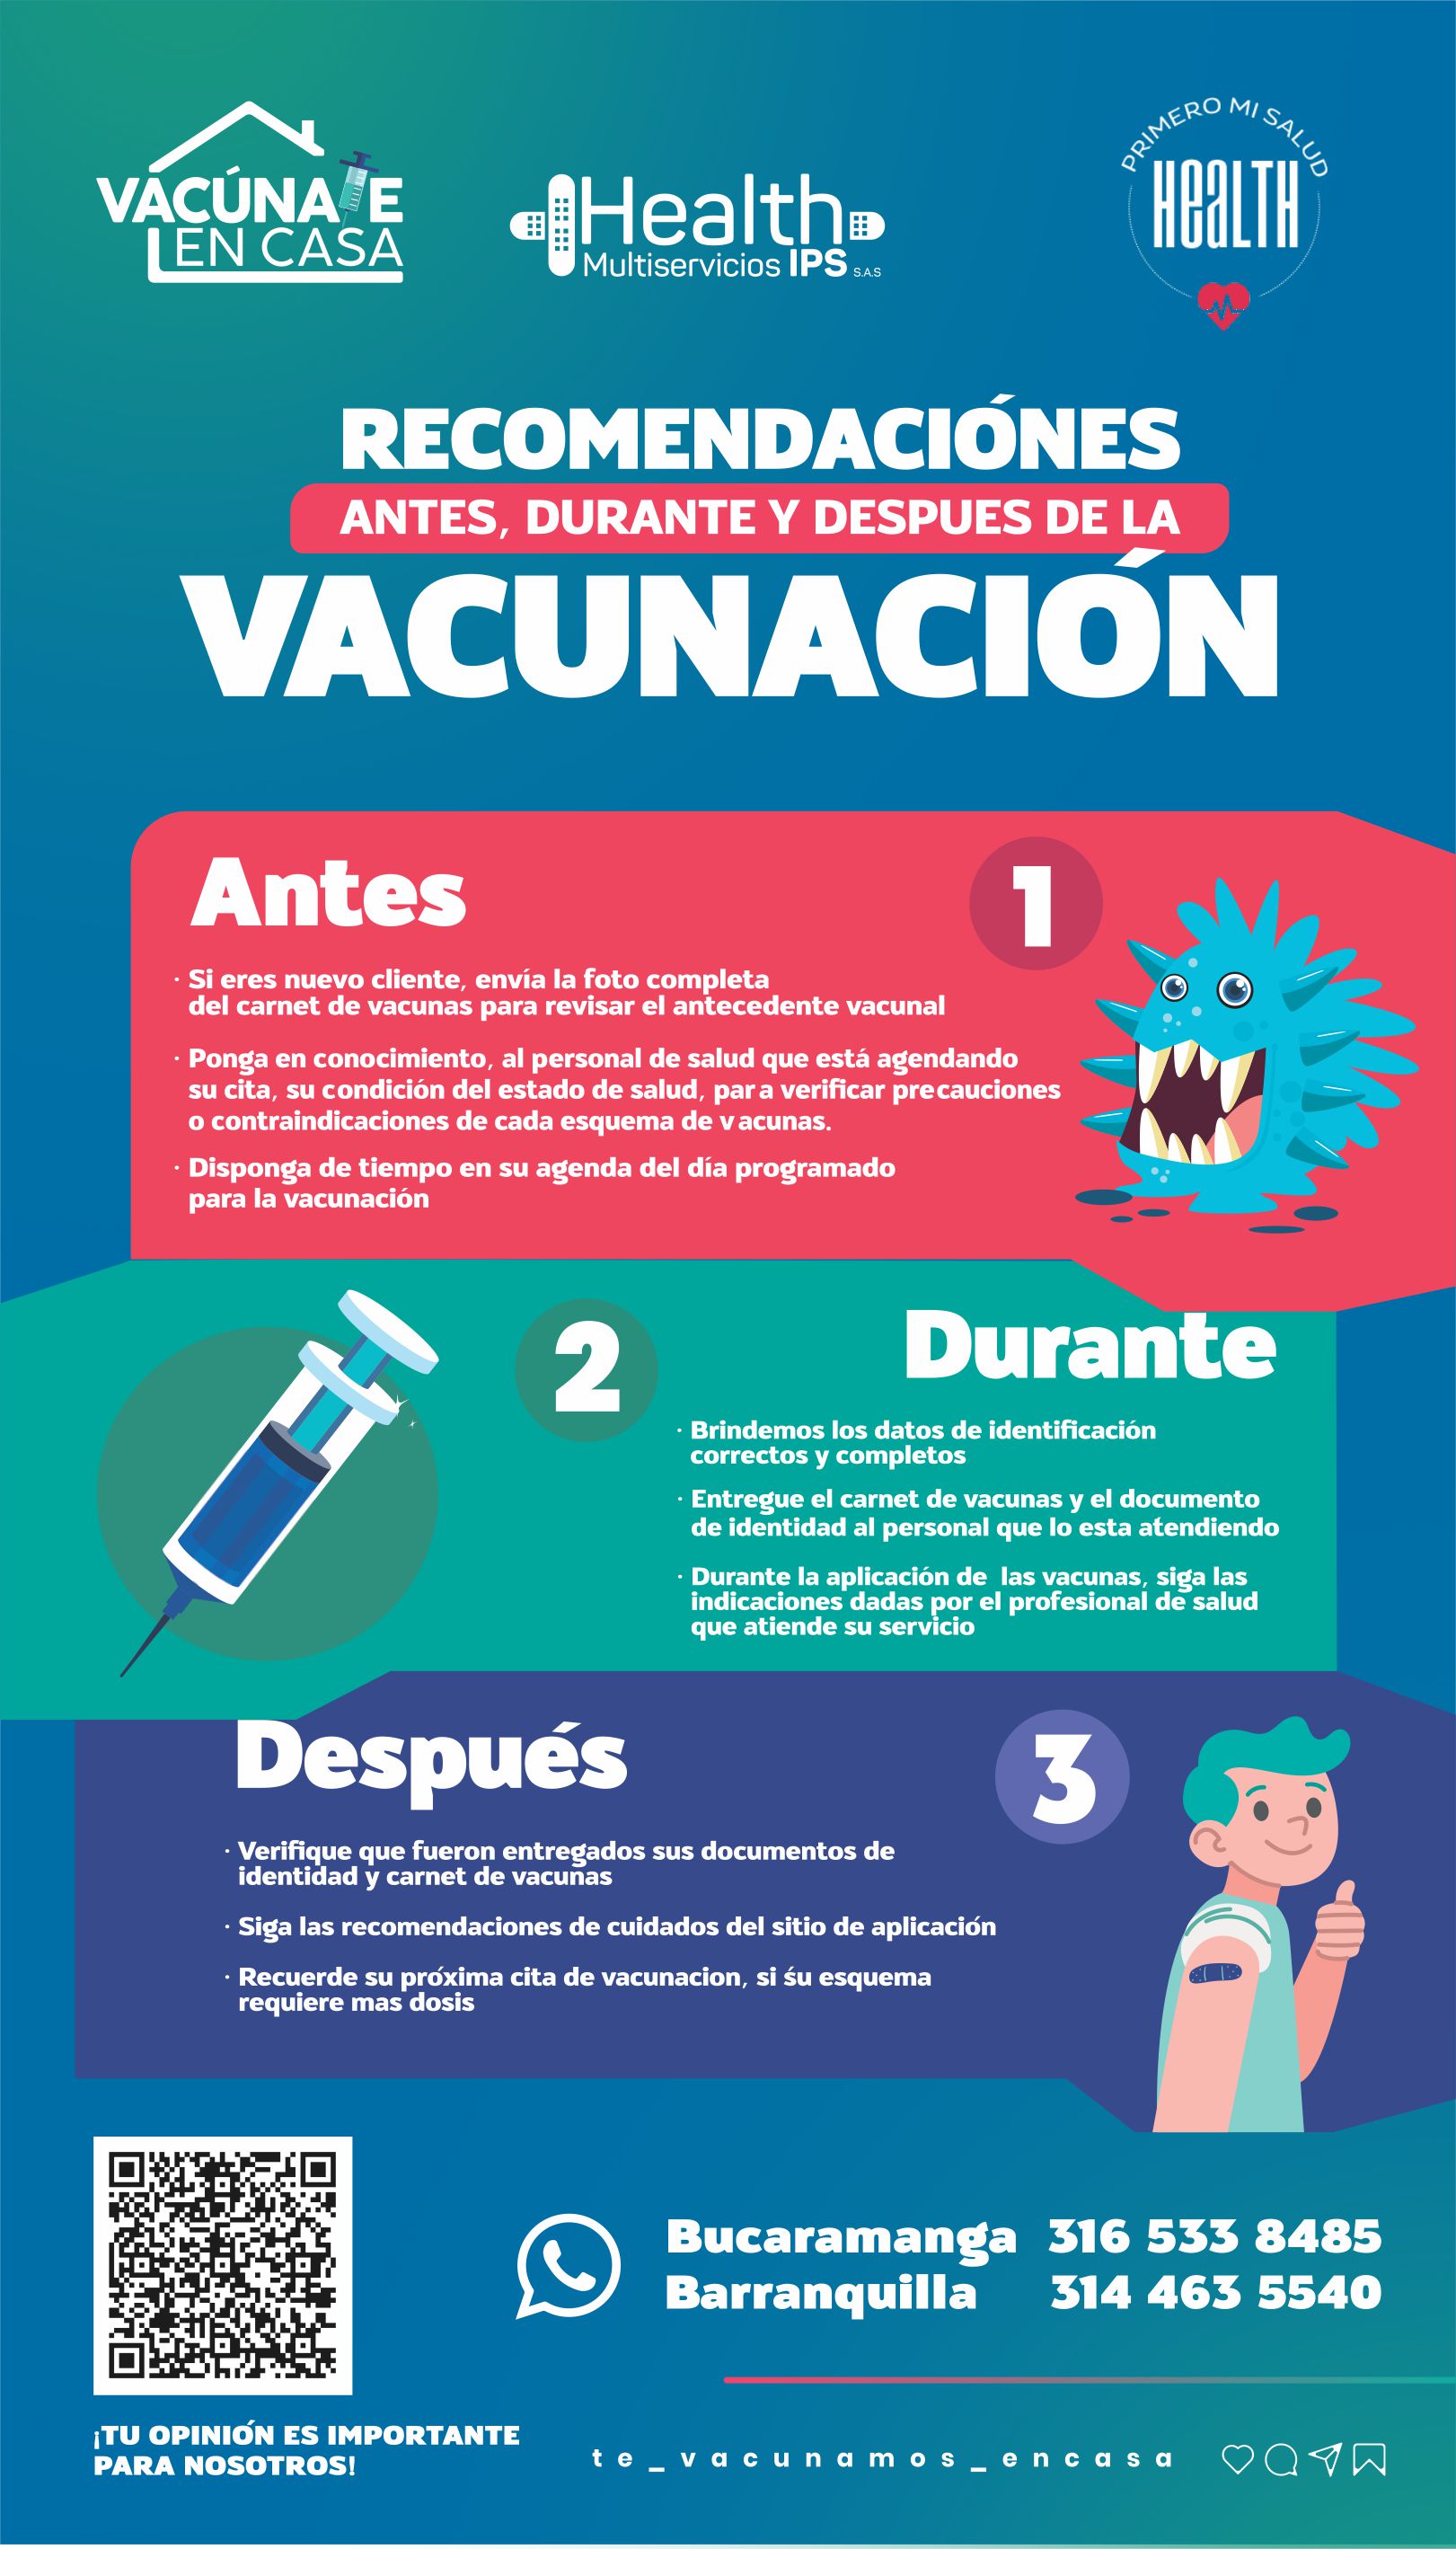 VACÚNATE
EN CASA
Health
Multiservicios IPS S.A.S
PRIMERO MI SALUD
HeaLTH
RECOMENDACIÓNES
ANTES, DURANTE Y DESPUES DE LA
VACUNACIÓN
Antes
1
· Si eres nuevo cliente, envía la foto completa
del carnet de vacunas para revisar el antecedente vacunal
· Ponga en conocimiento, al personal de salud que está agendando
su cita, su condición del estado de salud, para verificar precauciones
o contraindicaciones de cada esquema de vacunas.
· Disponga de tiempo en su agenda del día programado
para la vacunación
2
Durante
· Brindemos los datos de identificación
correctos y completos
· Entregue el carnet de vacunas y el documento
de identidad al personal que lo esta atendiendo
· Durante la aplicación de las vacunas, siga las
indicaciones dadas por el profesional de salud
que atiende su servicio
Después
3
· Verifique que fueron entregados sus documentos de
identidad y carnet de vacunas
· Siga las recomendaciones de cuidados del sitio de aplicación
· Recuerde su próxima cita de vacunacion, si śu esquema
requiere mas dosis
Bucaramanga 316 533 8485
Barranquilla 314 463 5540
¡TU OPINIÓN ES IMPORTANTE
PARA NOSOTROS!
te_vacunamos_encasa